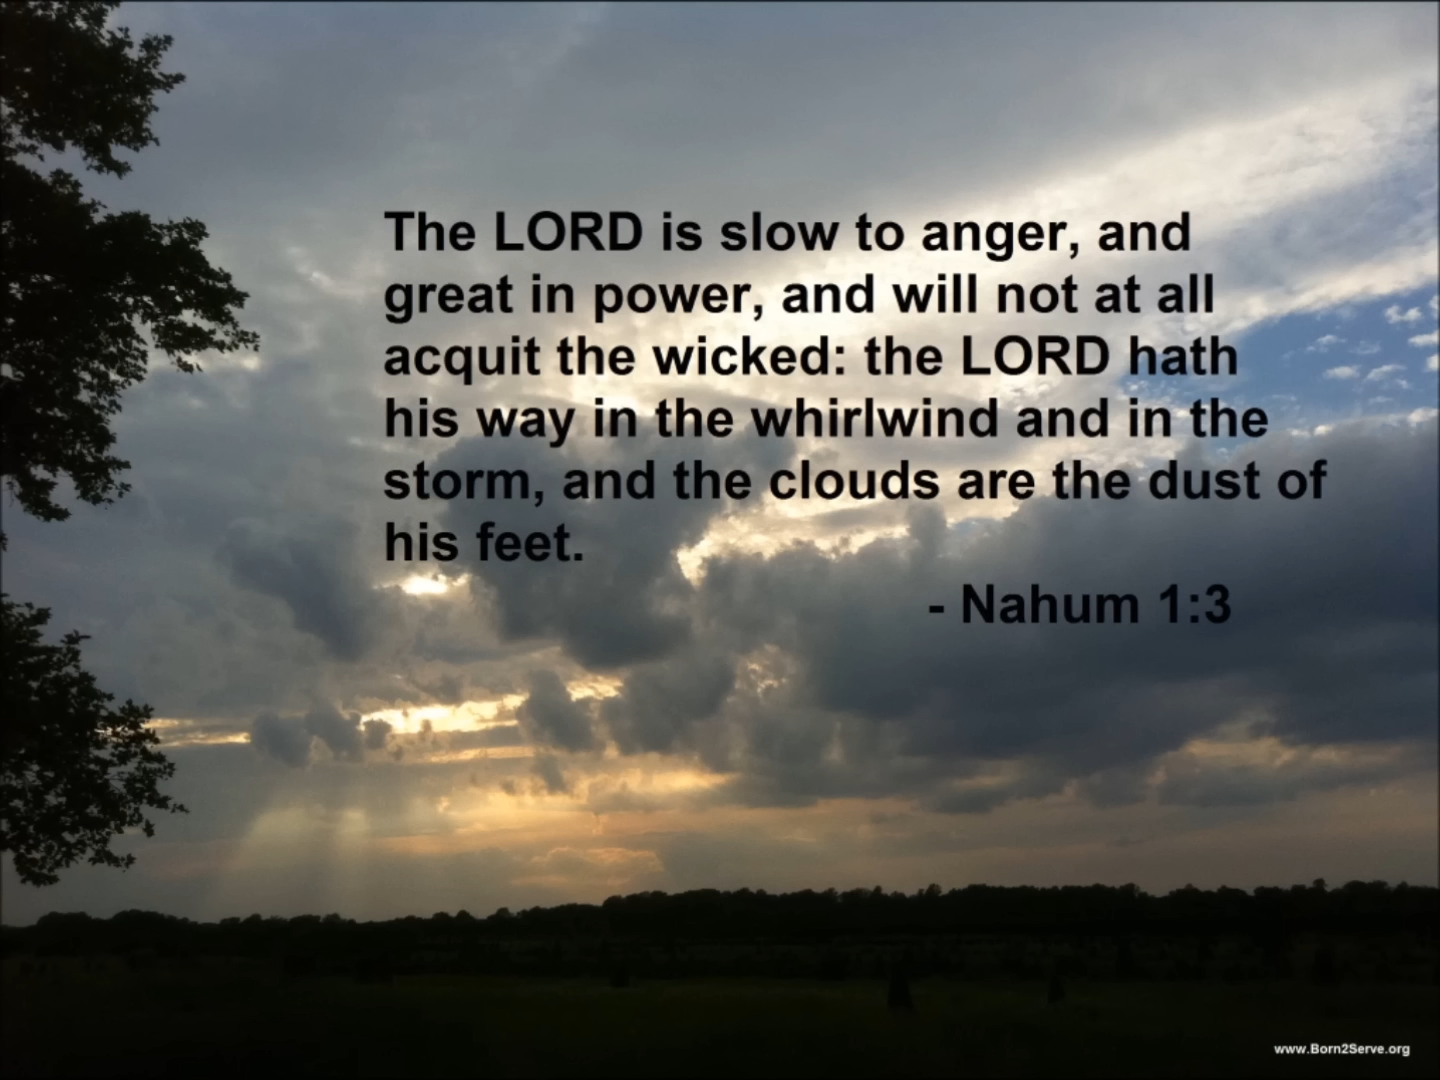 The LORD is slow to anger, and
great in power, and will not at all
acquit the wicked: the LORD hath
his way in the whirlwind and in the
storm, and the clouds are the dust of
his feet.
- Nahum 1:3
www.Born2Serve.org